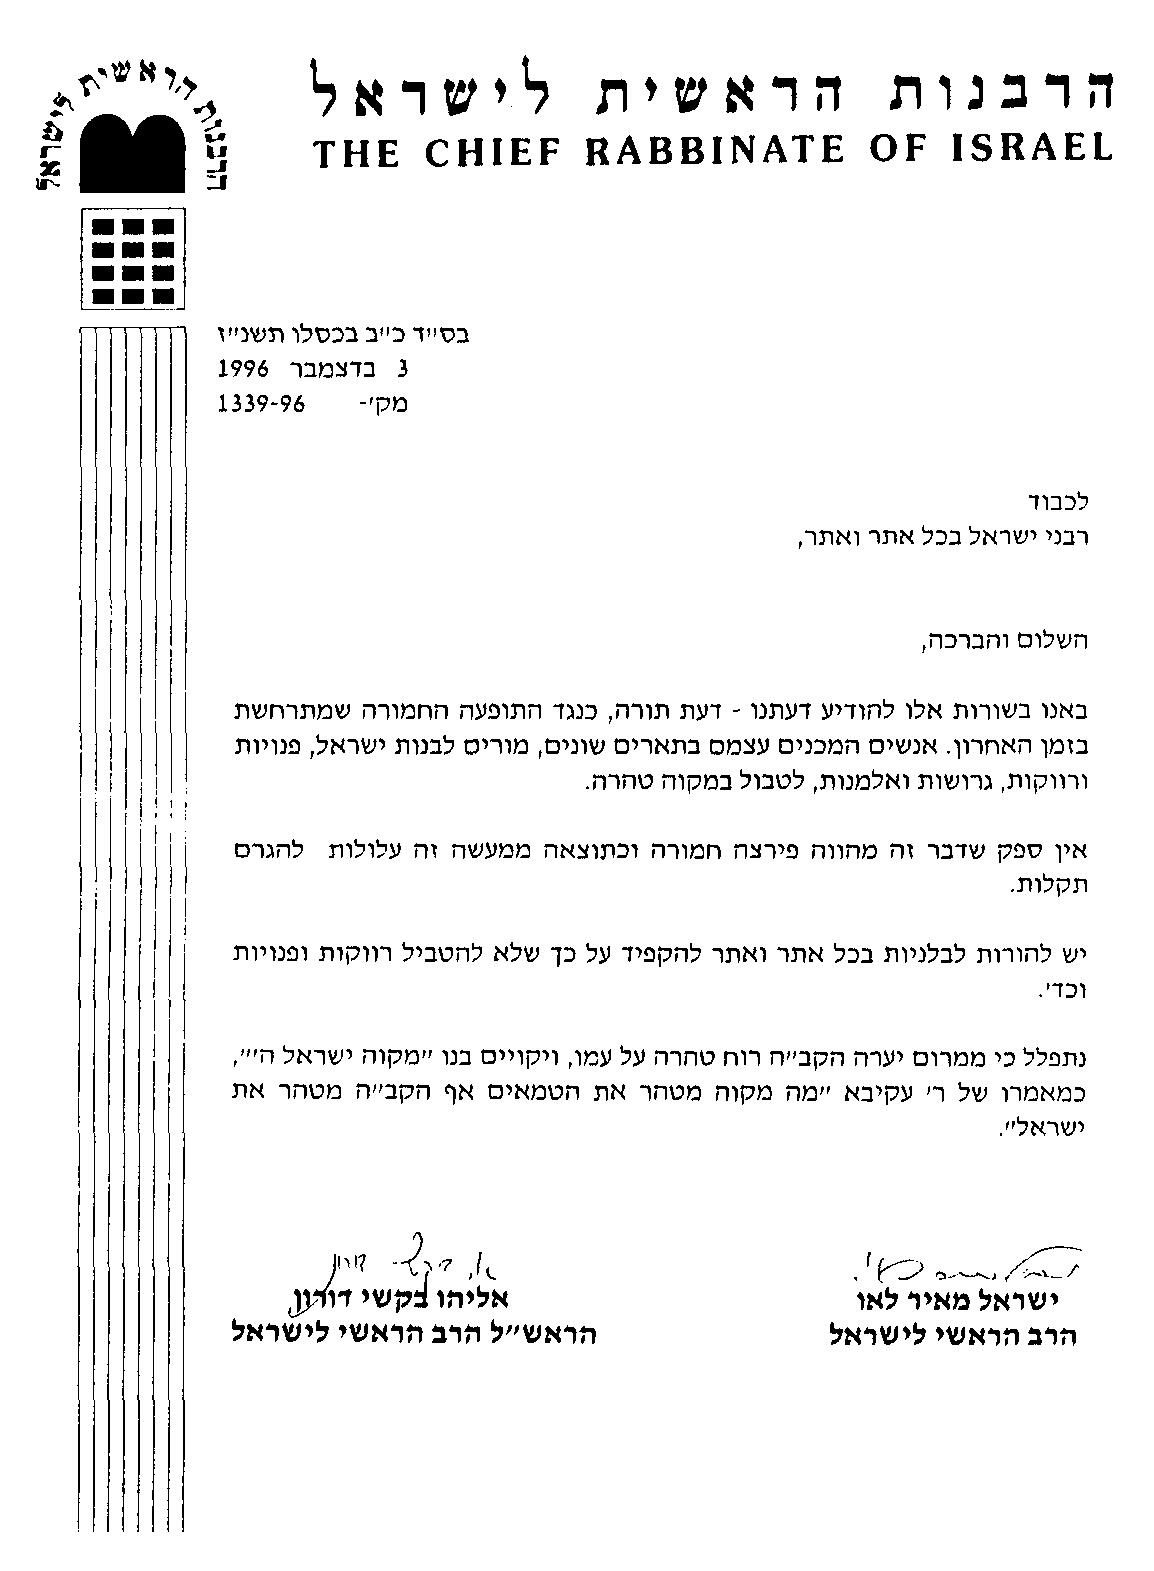 הרבנות הראשית לישראל
הרבנות הראשית לישראל
THE CHIEF RABBINATE OF ISRAEL
בס״ד כ״ב בכסלו תשנ״ז
3 בדצמבר 1996
מק׳- 1339-96
לכבוד
רבני ישראל בכל אתר ואתר,
השלום והברכה,
באנו בשורות אלו להודיע דעתנו - דעת תורה, כנגד התופעה החמורה שמתרחשת
בזמן האחרון. אנשים המכנים עצמם בתארים שונים, מורים לבנות ישראל, פנויות
ורווקות, גרושות ואלמנות, לטבול במקוה טהרה.
אין ספק שדבר זה מהווה פירצה חמורה וכתוצאה ממעשה זה עלולות להגרם
תקלות.
יש להורות לבלניות בכל אתר ואתר להקפיד על כך שלא להטביל רווקות ופנויות
וכד׳.
נתפלל כי ממרום יערה הקב״ה רוח טהרה על עמו, ויקויים בנו ״מקוה ישראל ה׳״,
כמאמרו של ר׳ עקיבא ״מה מקוה מטהר את הטמאים אף הקב״ה מטהר את
ישראל״.
ישראל מאיר לאו
הרב הראשי לישראל
א. בקשי דורון
אליהו בקשי דורון
הראש״ל הרב הראשי לישראל